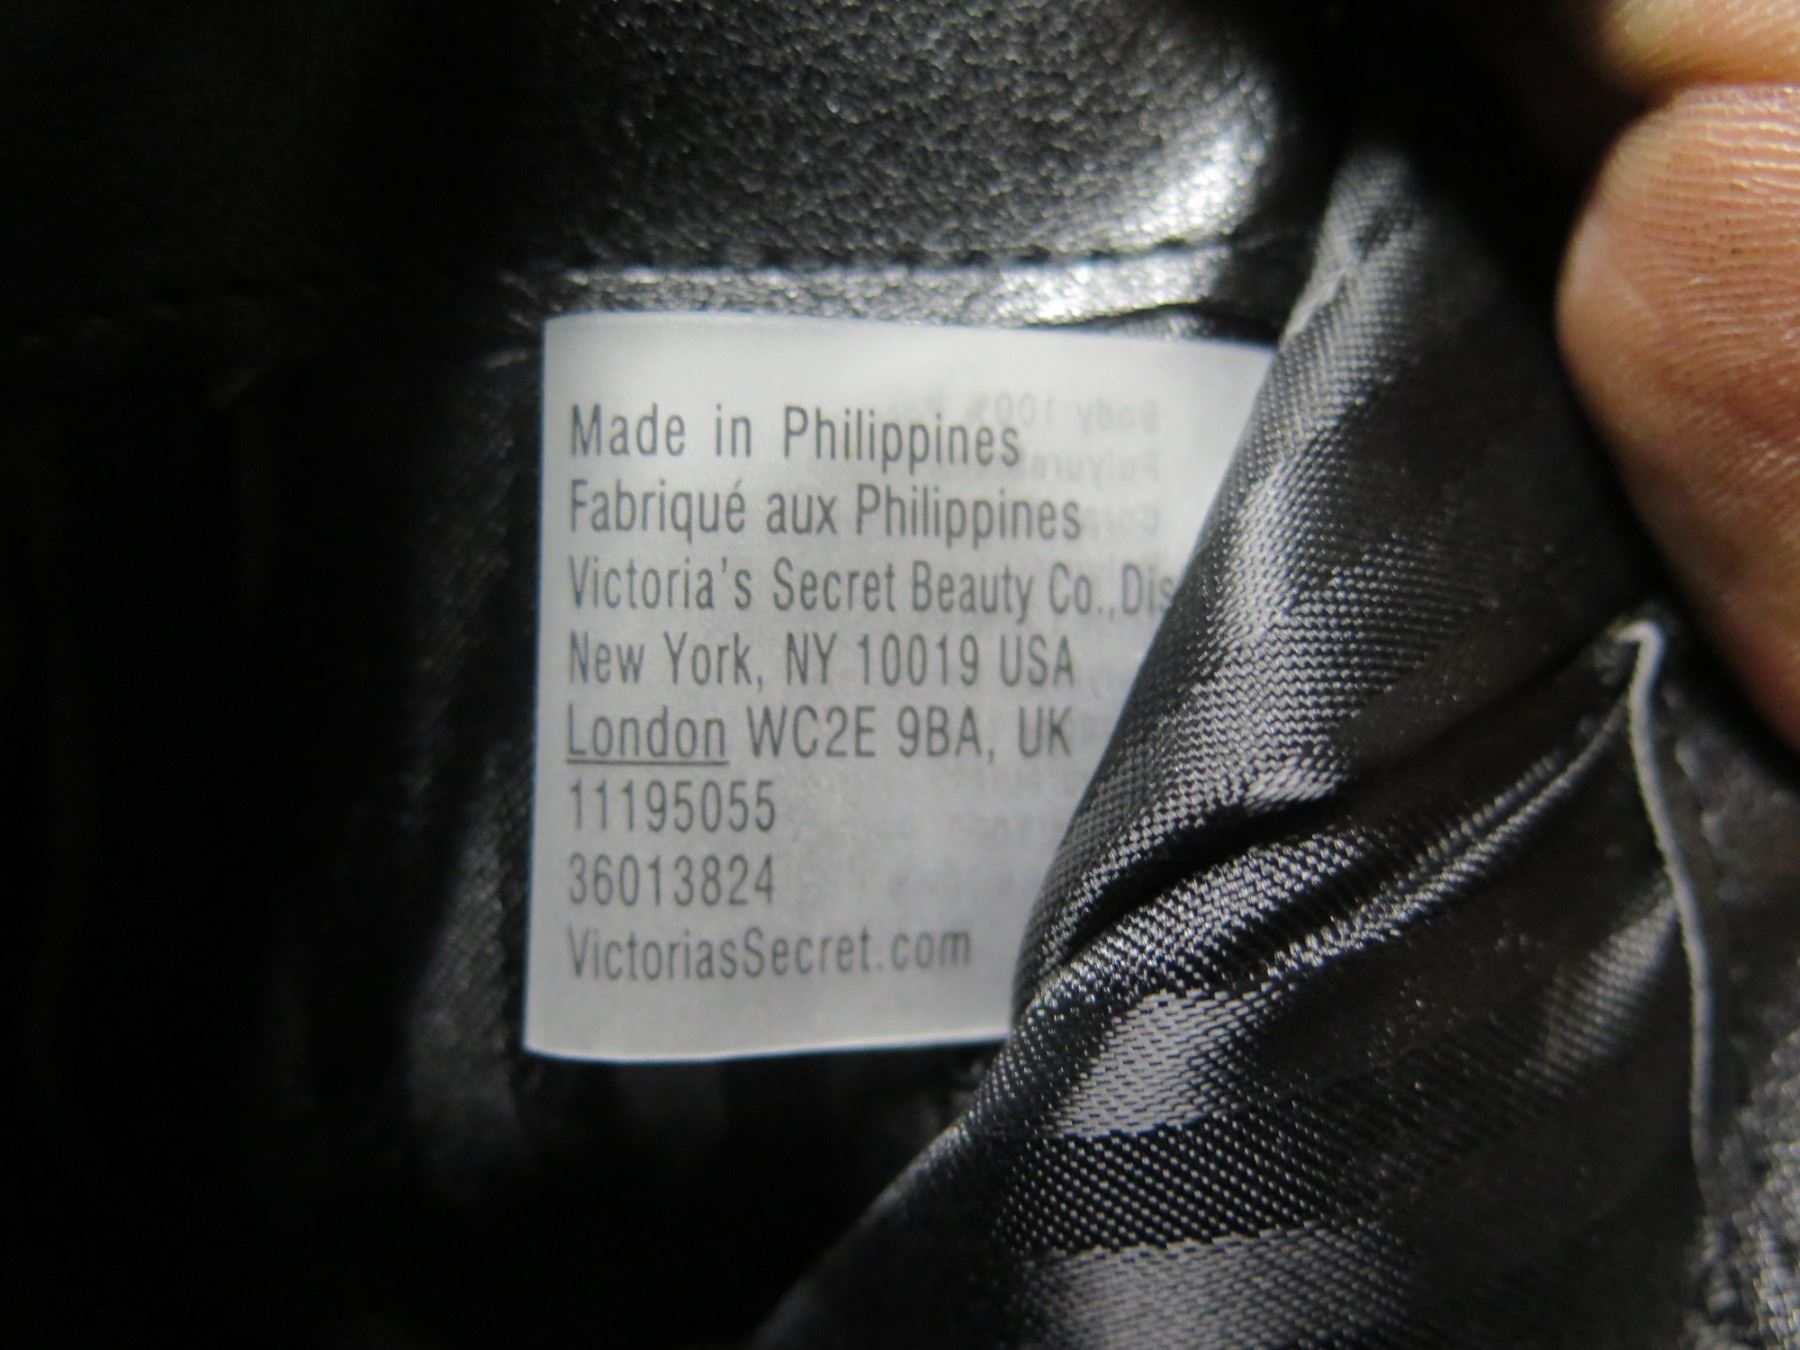 Made in Philippines
Fabriqué aux Philippines
Victoria's Secret Beauty Co., Dis
New York, NY 10019 USA
London WC2E 9BA, UK
11195055
36013824
VictoriasSecret.com